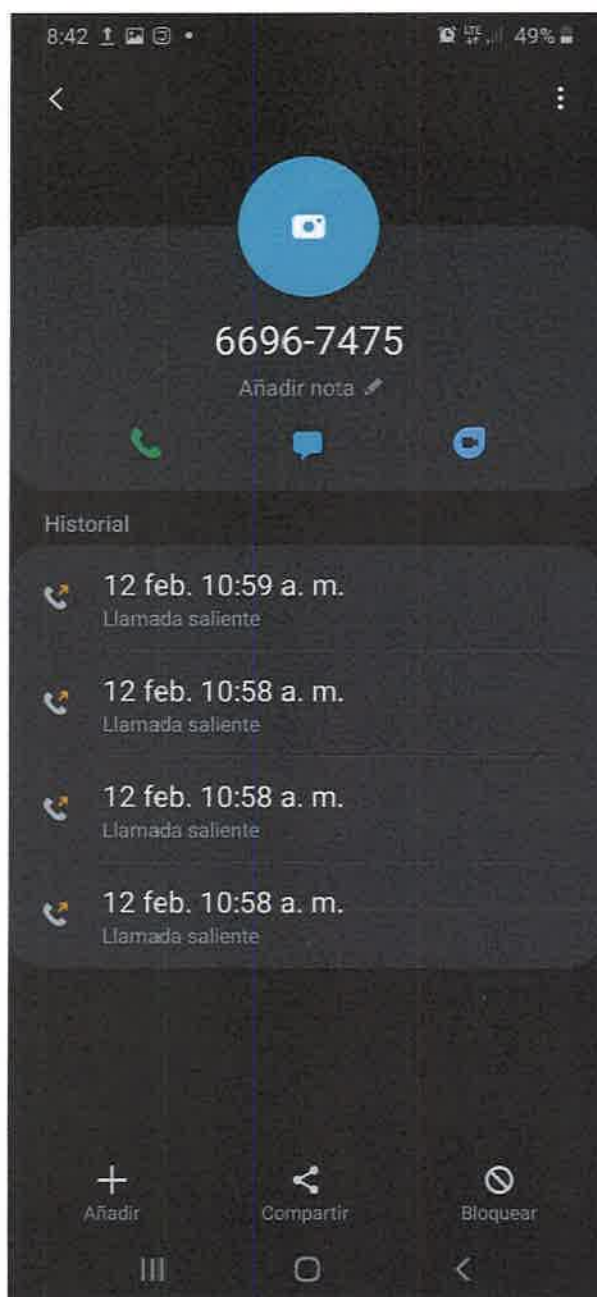 8:42
LTE 49%
6696-7475
Añadir nota
Historial
12 feb. 10:59 a. m.
Llamada saliente
12 feb. 10:58 a. m.
Llamada saliente
12 feb. 10:58 a. m.
Llamada saliente
12 feb. 10:58 a. m.
Llamada saliente
Añadir Compartir Bloquear